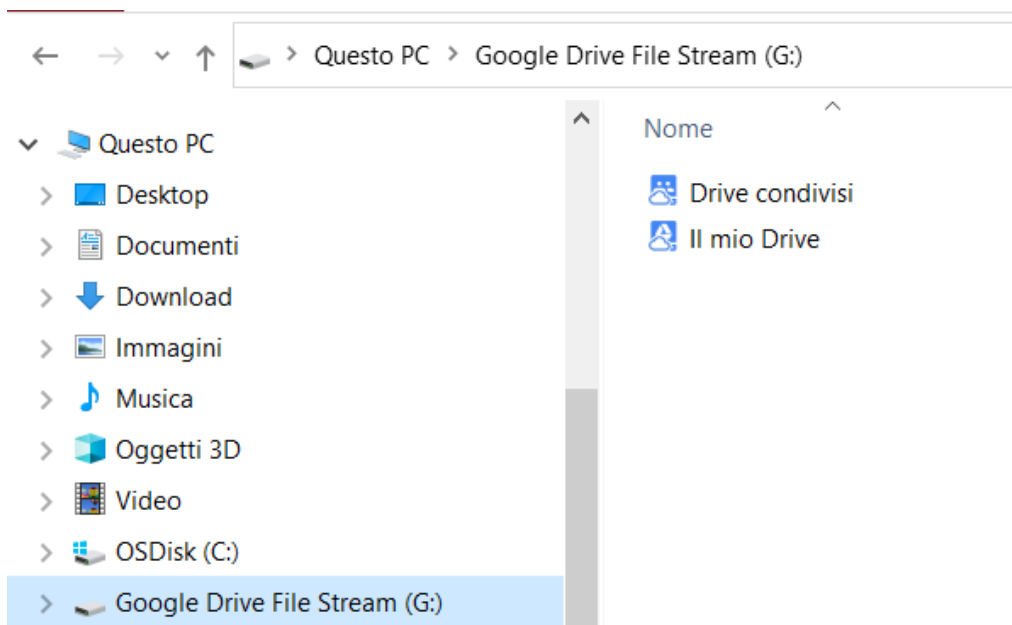 Questo PC > Google Drive File Stream (G:)
Questo PC
Desktop
Documenti
Download
Immagini
Musica
Oggetti 3D
Video
OSDisk (C:)
Google Drive File Stream (G:)
Nome
Drive condivisi
Il mio Drive